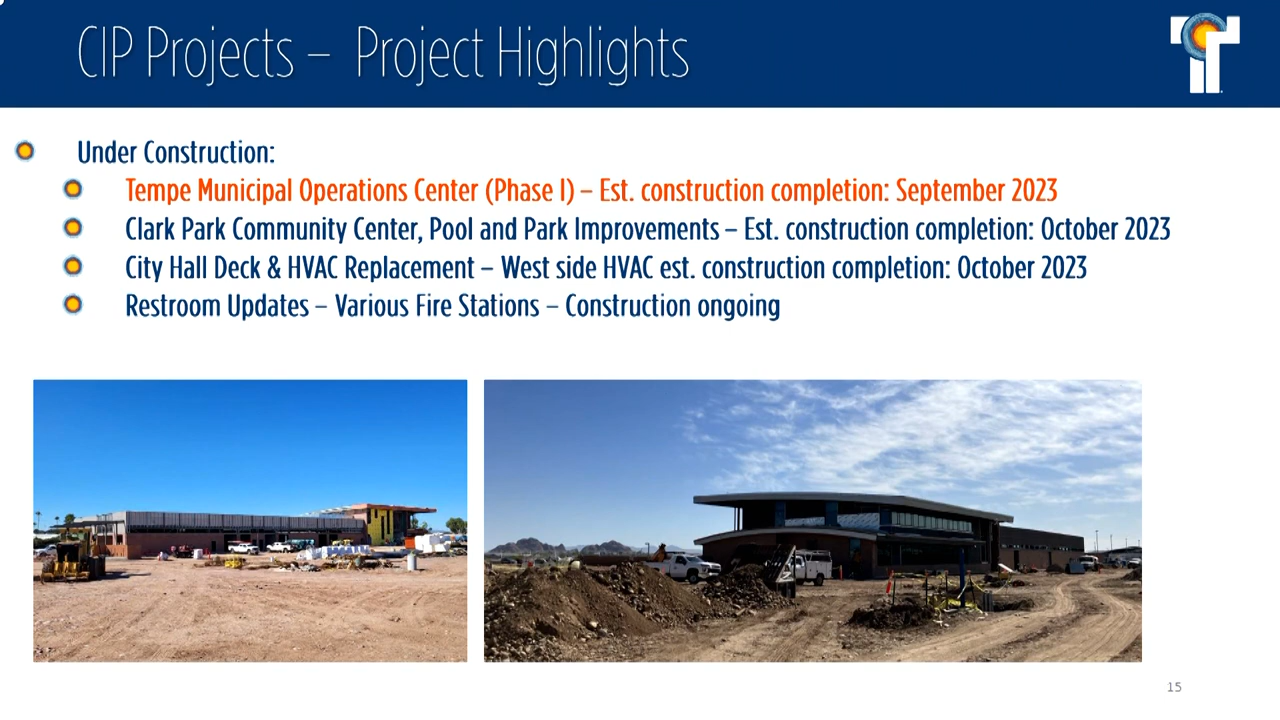 CIP Projects – Project Highlights
Under Construction:
Tempe Municipal Operations Center (Phase I) – Est. construction completion: September 2023
Clark Park Community Center, Pool and Park Improvements – Est. construction completion: October 2023
City Hall Deck & HVAC Replacement – West side HVAC est. construction completion: October 2023
Restroom Updates – Various Fire Stations – Construction ongoing
15